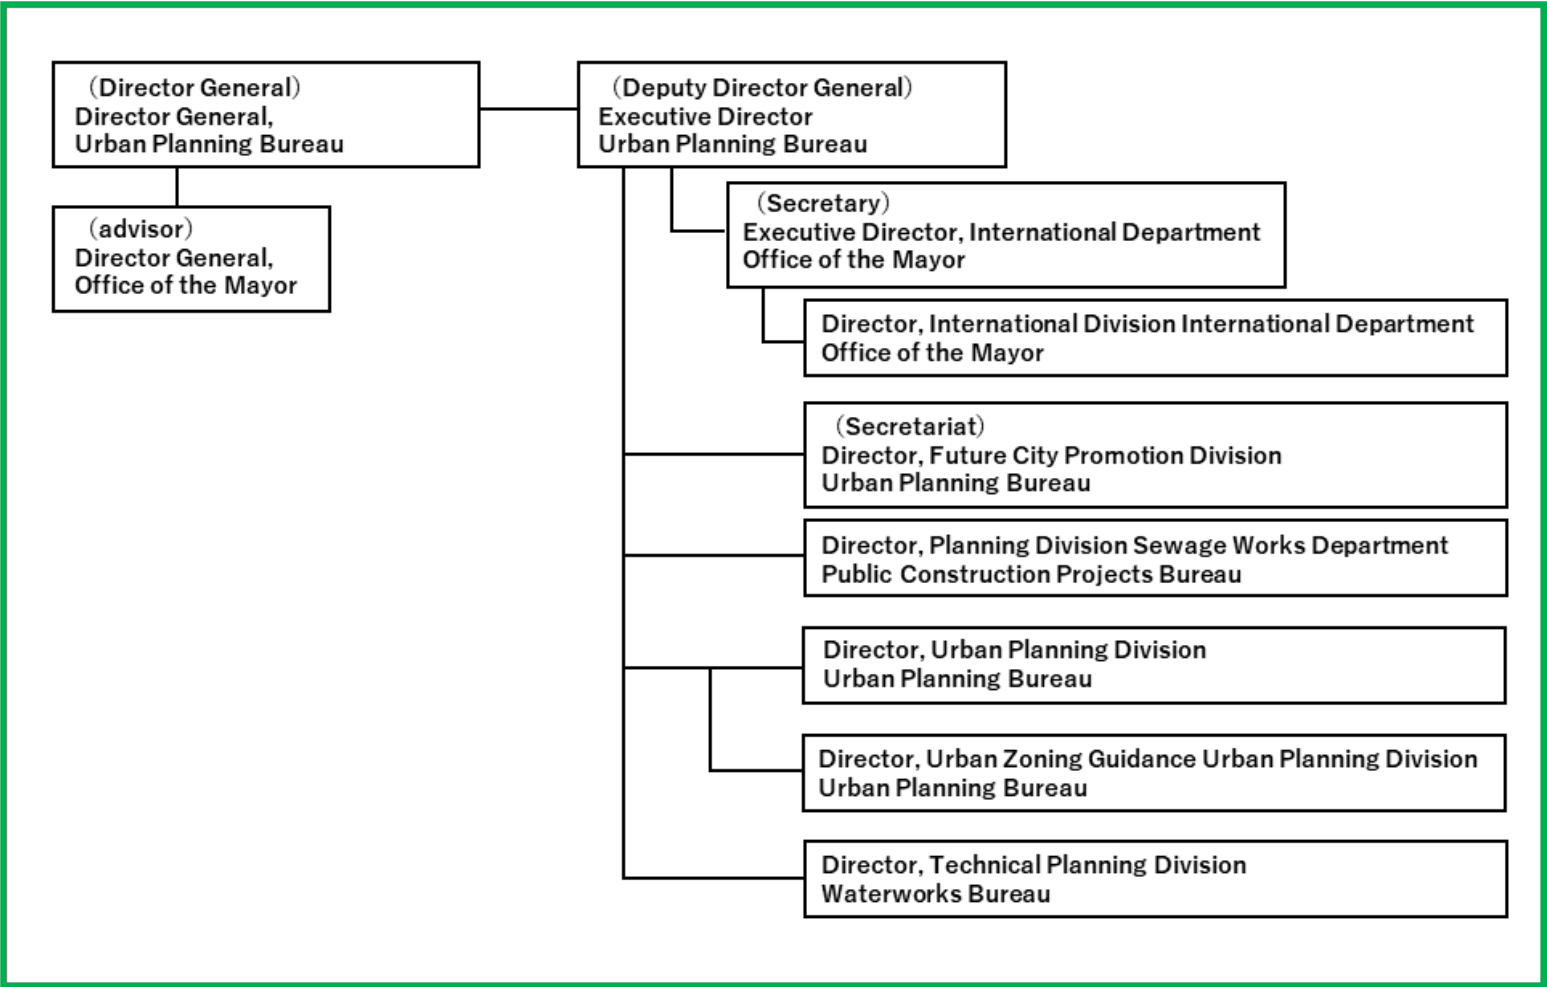 （Director General）
Director General,
Urban Planning Bureau
（Deputy Director General）
Executive Director
Urban Planning Bureau
（advisor）
Director General,
Office of the Mayor
（Secretary）
Executive Director, International Department
Office of the Mayor
Director, International Division International Department
Office of the Mayor
（Secretariat）
Director, Future City Promotion Division
Urban Planning Bureau
Director, Planning Division Sewage Works Department
Public Construction Projects Bureau
Director, Urban Planning Division
Urban Planning Bureau
Director, Urban Zoning Guidance Urban Planning Division
Urban Planning Bureau
Director, Technical Planning Division
Waterworks Bureau